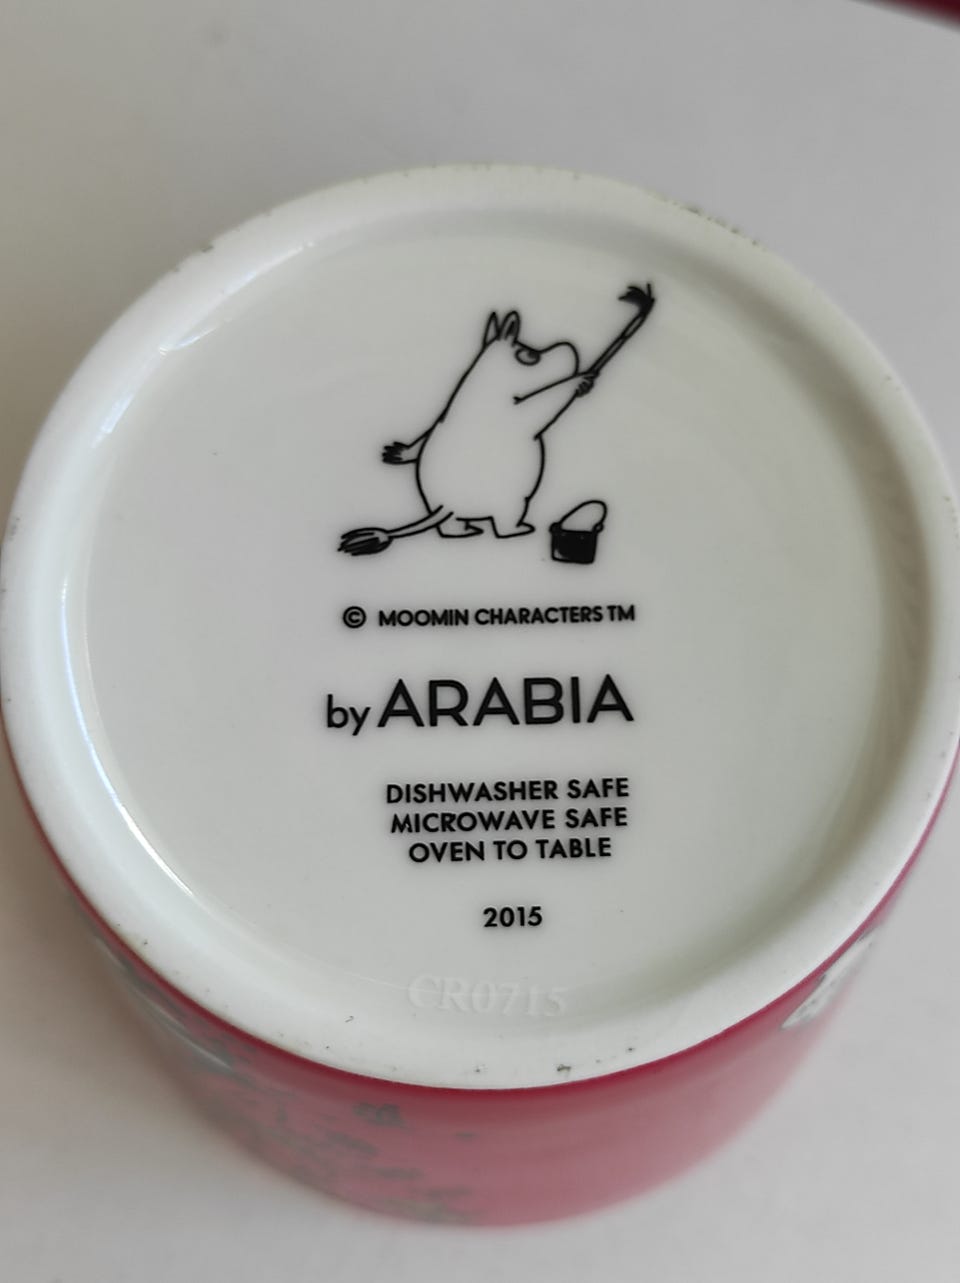 © MOOMIN CHARACTERS TM
by ARABIA
DISHWASHER SAFE
MICROWAVE SAFE
OVEN TO TABLE
2015
CR0715